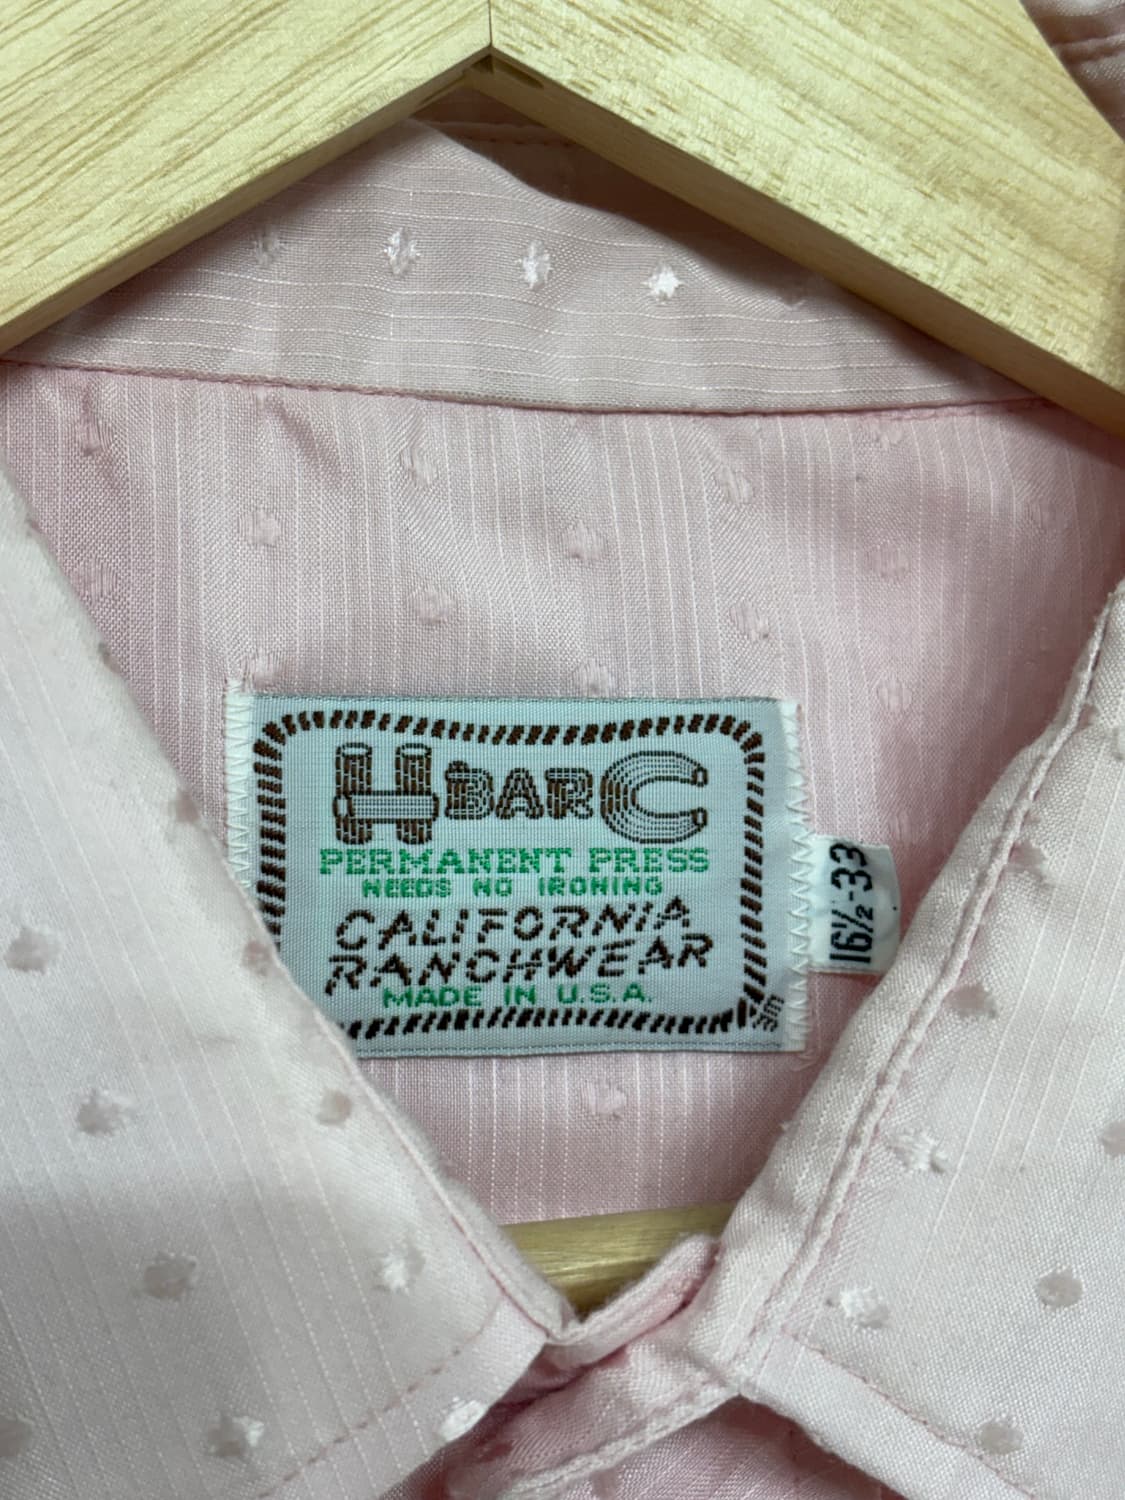 H BAR C
PERMANENT PRESS
NEEDS NO IRONING
CALIFORNIA
RANCHWEAR
MADE IN U.S.A.
16½-33